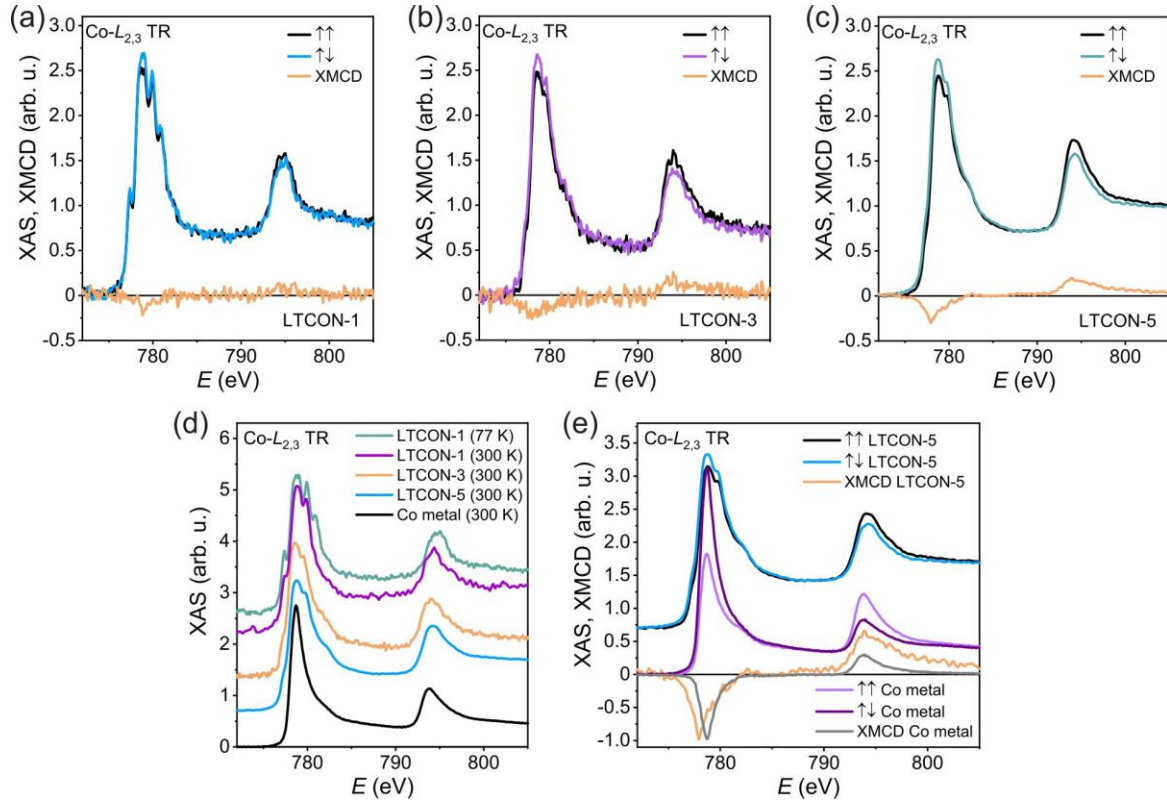 (a)
Co-L2,3 TR
↑↑
↑↓
XMCD
XAS, XMCD (arb. u.)
3.0
2.5
2.0
1.5
1.0
0.5
0
-0.5
LTCON-1
780
790
800
E (eV)
(b)
Co-L2,3 TR
↑↑
↑↓
XMCD
XAS, XMCD (arb. u.)
3.0
2.5
2.0
1.5
1.0
0.5
0
-0.5
LTCON-3
780
790
800
E (eV)
(c)
Co-L2,3 TR
↑↑
↑↓
XMCD
XAS, XMCD (arb. u.)
3.0
2.5
2.0
1.5
1.0
0.5
0
-0.5
LTCON-5
780
790
800
E (eV)
(d)
Co-L2,3 TR
LTCON-1 (77 K)
LTCON-1 (300 K)
LTCON-3 (300 K)
LTCON-5 (300 K)
Co metal (300 K)
XAS (arb. u.)
6
5
4
3
2
1
0
780
790
800
E (eV)
(e)
Co-L2,3 TR
↑↑ LTCON-5
↑↓ LTCON-5
XMCD LTCON-5
XAS, XMCD (arb. u.)
3.5
3.0
2.5
2.0
1.5
1.0
0.5
0
-0.5
-1.0
↑↑ Co metal
↑↓ Co metal
XMCD Co metal
780
790
800
E (eV)